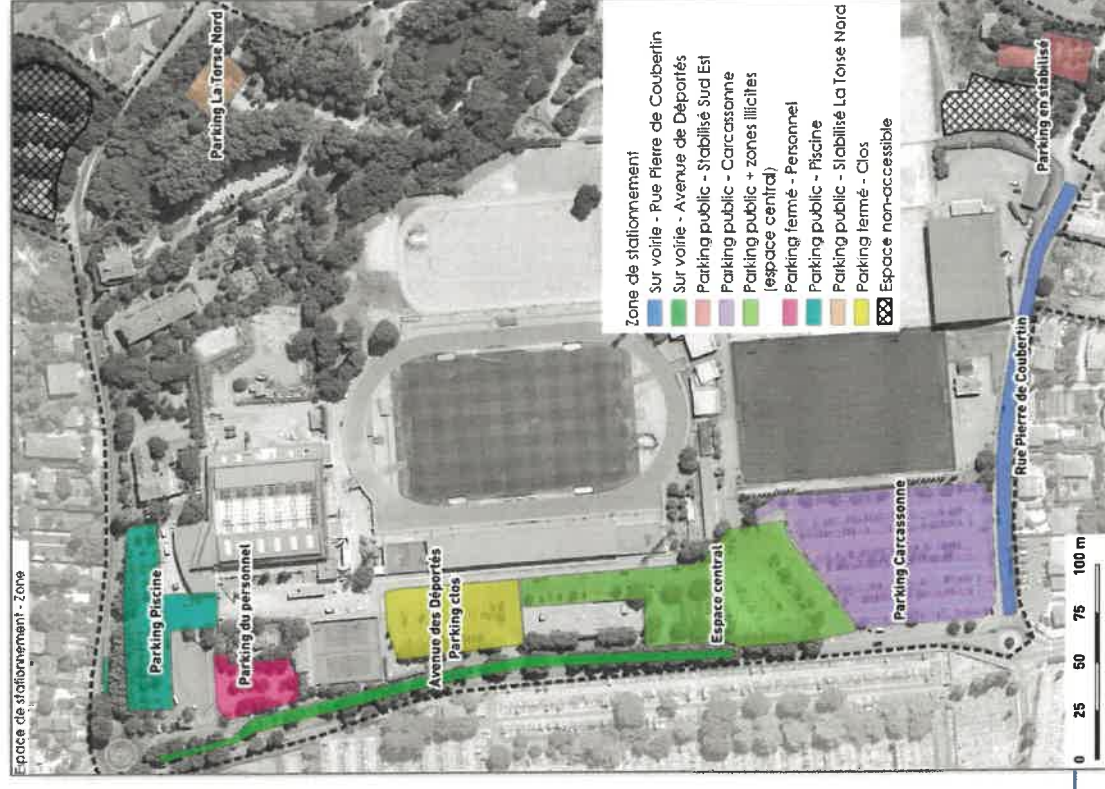 Espace de stationnement - Zone
Zone de stationnement
Sur voirie - Rue Pierre de Coubertin
Sur voirie - Avenue de Déportés
Parking public - Stabilisé Sud Est
Parking public - Carcassonne
Parking public + zones illicites
(espace central)
Parking fermé - Personnel
Parking public - Piscine
Parking public - Stabilisé La Torse Nord
Parking fermé - Clos
Espace non-accessible
Parking La Torse Nord
Parking Piscine
Parking du personnel
Avenue des Déportés
Parking clos
Espace central
Parking Carcassonne
Rue Pierre de Coubertin
Parking en stabilisé
0 25 50 75 100 m